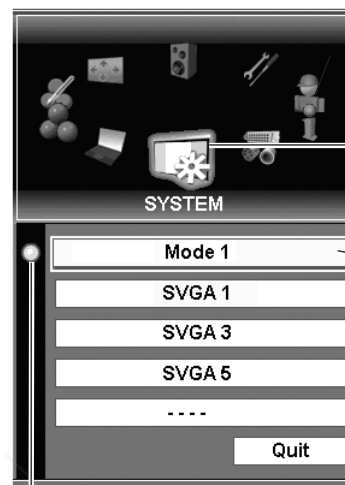 SYSTEM
Mode 1
SVGA 1
SVGA 3
SVGA 5
----
Quit